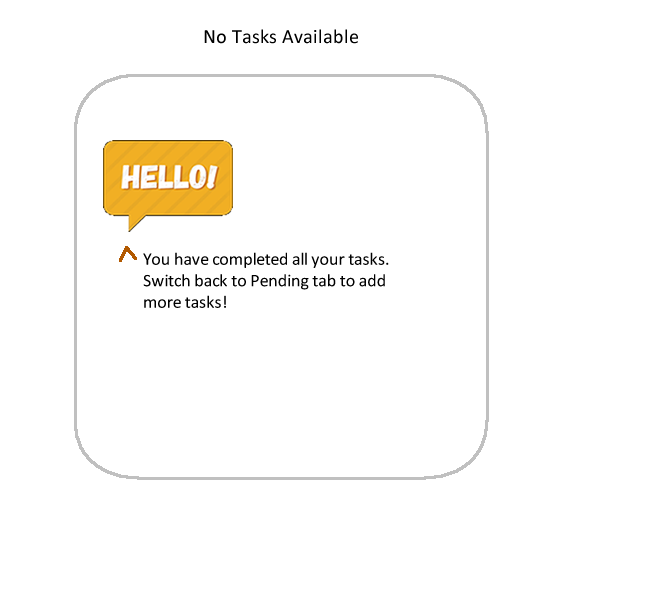 No Tasks Available
HELLO!
You have completed all your tasks.
Switch back to Pending tab to add
more tasks!